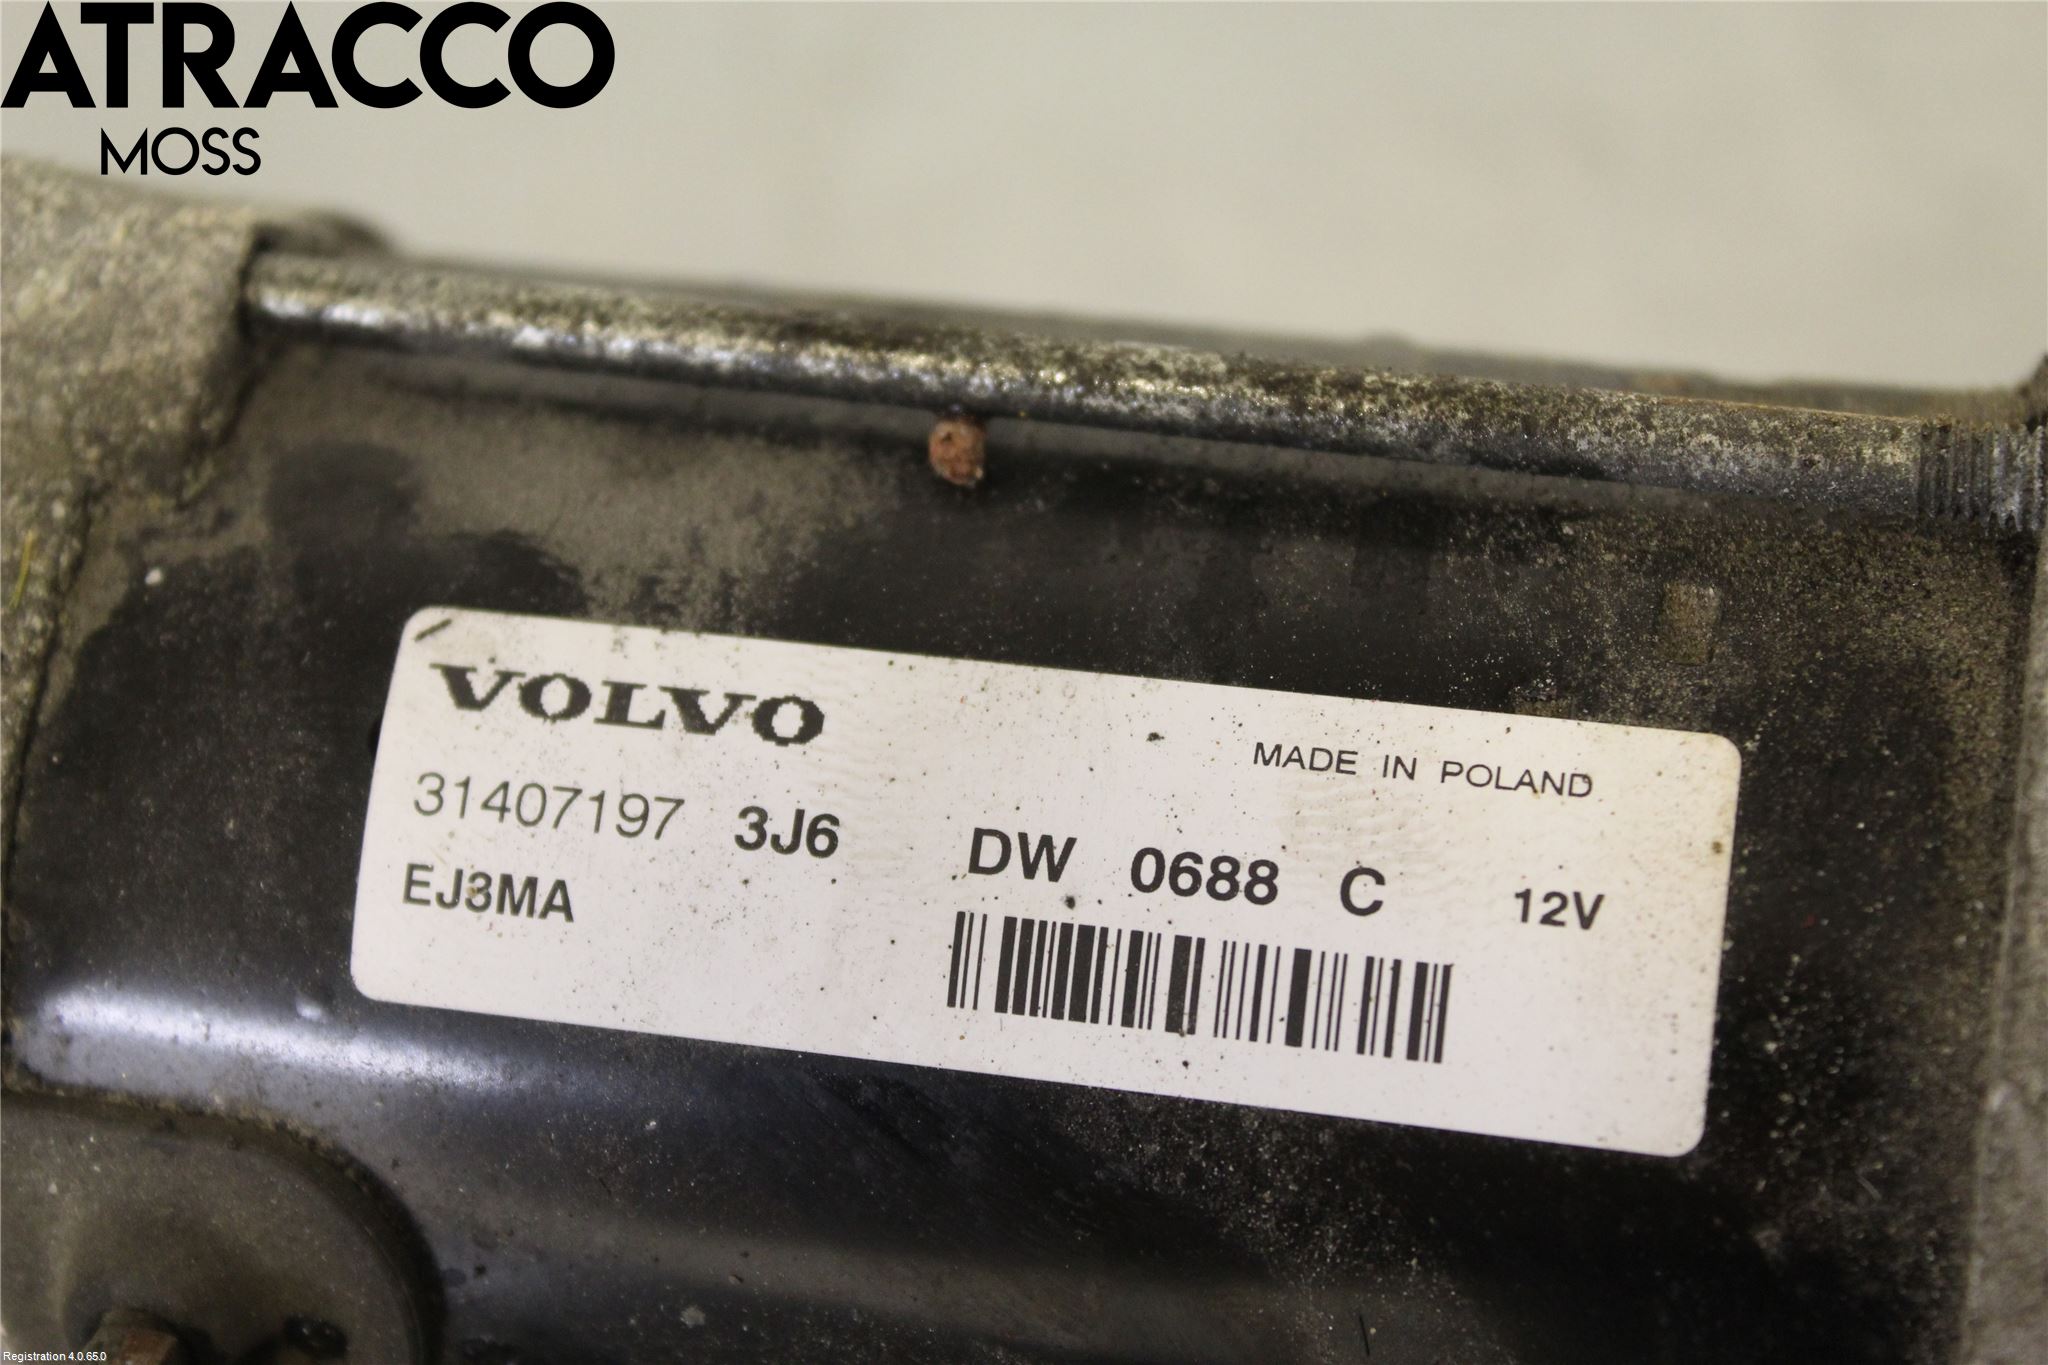 ATRACCO
MOSS
VOLVO
MADE IN POLAND
31407197 3J6 DW 0688 C 12V
EJ3MA
Registration 4.0.65.0